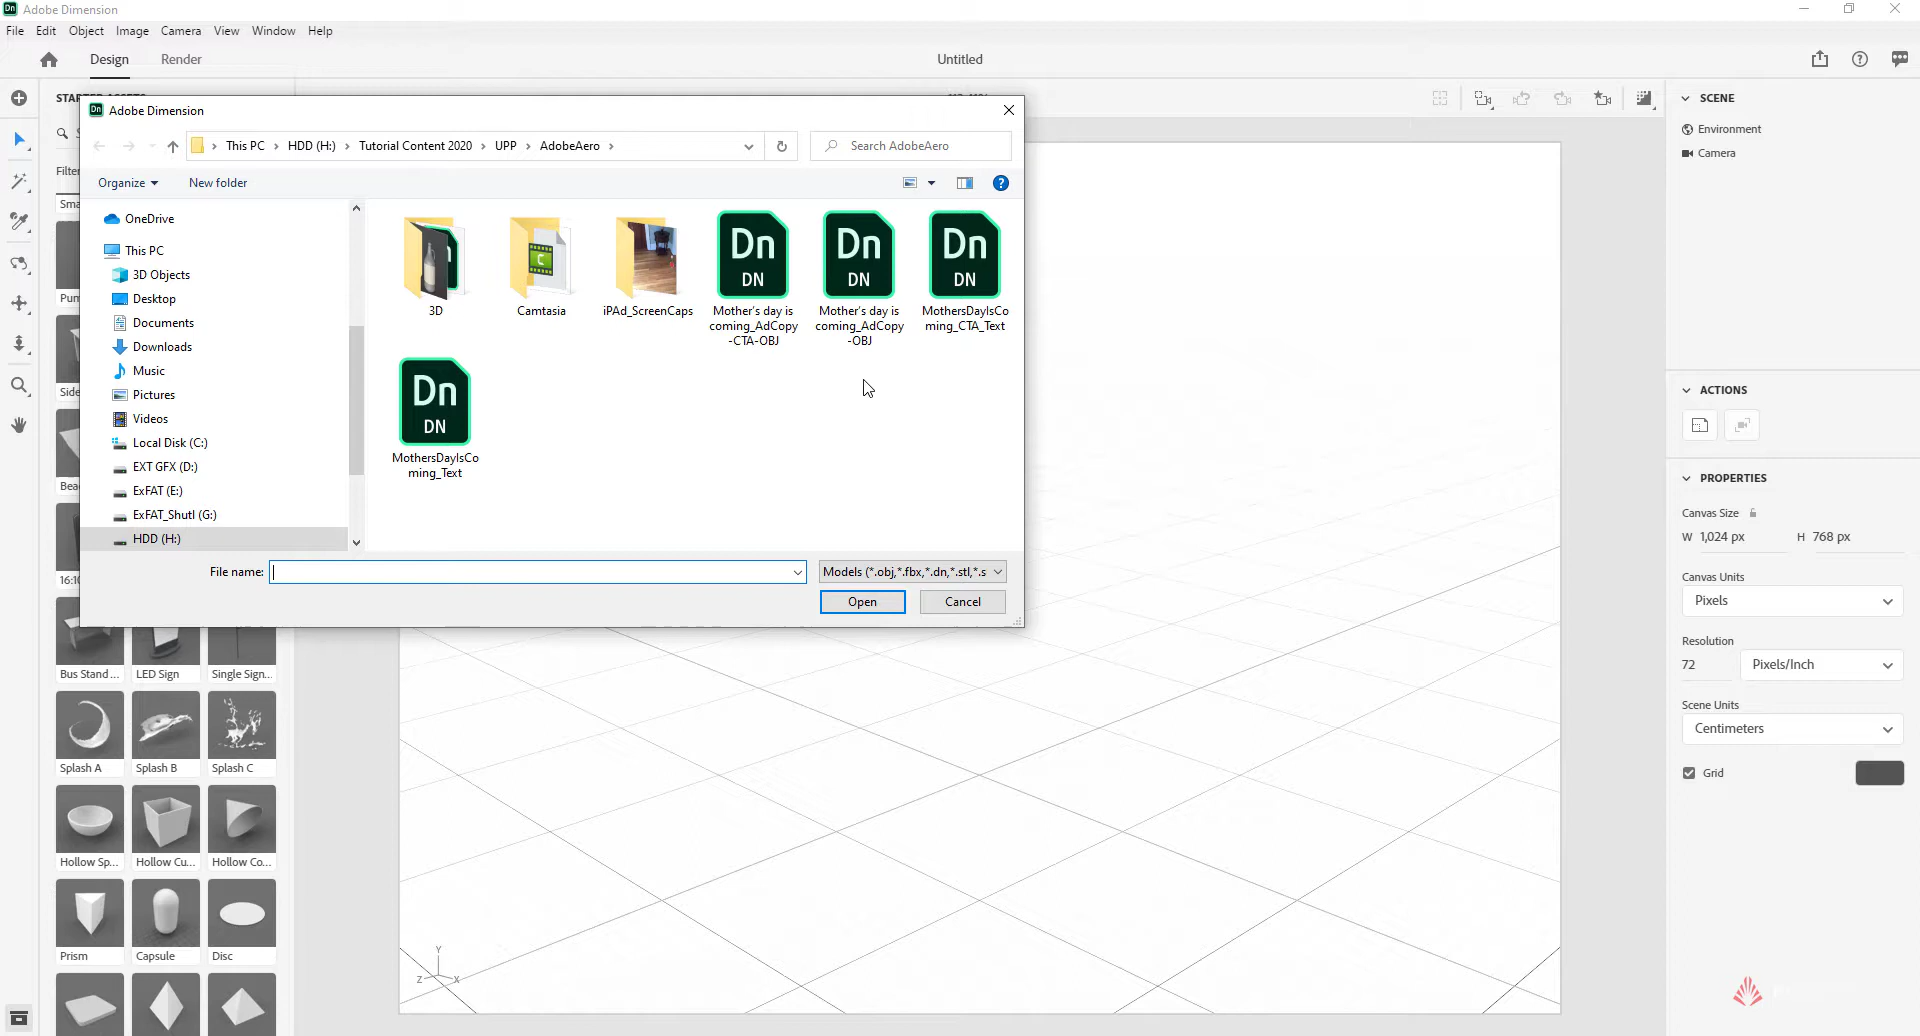 Adobe Dimension
File Edit Object Image Camera View Window Help
Design Render Untitled
Adobe Dimension
This PC > HDD (H:) > Tutorial Content 2020 > UPP > AdobeAero >
Search AdobeAero
Organize New folder
OneDrive
This PC
3D Objects
Desktop
Documents
Downloads
Music
Pictures
Videos
Local Disk (C:)
EXT GFX (D:)
ExFAT (E:)
ExFAT_Shutl (G:)
HDD (H:)
3D
Camtasia
iPAd_ScreenCaps
Dn
DN
Mother's day is
coming_AdCopy
-CTA-OBJ
Dn
DN
Mother's day is
coming_AdCopy
-OBJ
Dn
DN
MothersDayIsCo
ming_CTA_Text
Dn
DN
MothersDayIsCo
ming_Text
File name:
Models (*.obj,*.fbx,*.dn,*.stl,*.s
Open Cancel
Bus Stand ... LED Sign Single Sign...
Splash A Splash B Splash C
Hollow Sp... Hollow Cu... Hollow Co...
Prism Capsule Disc
Y
Z X
SCENE
Environment
Camera
ACTIONS
PROPERTIES
Canvas Size
W 1,024 px H 768 px
Canvas Units
Pixels
Resolution
72 Pixels/Inch
Scene Units
Centimeters
Grid